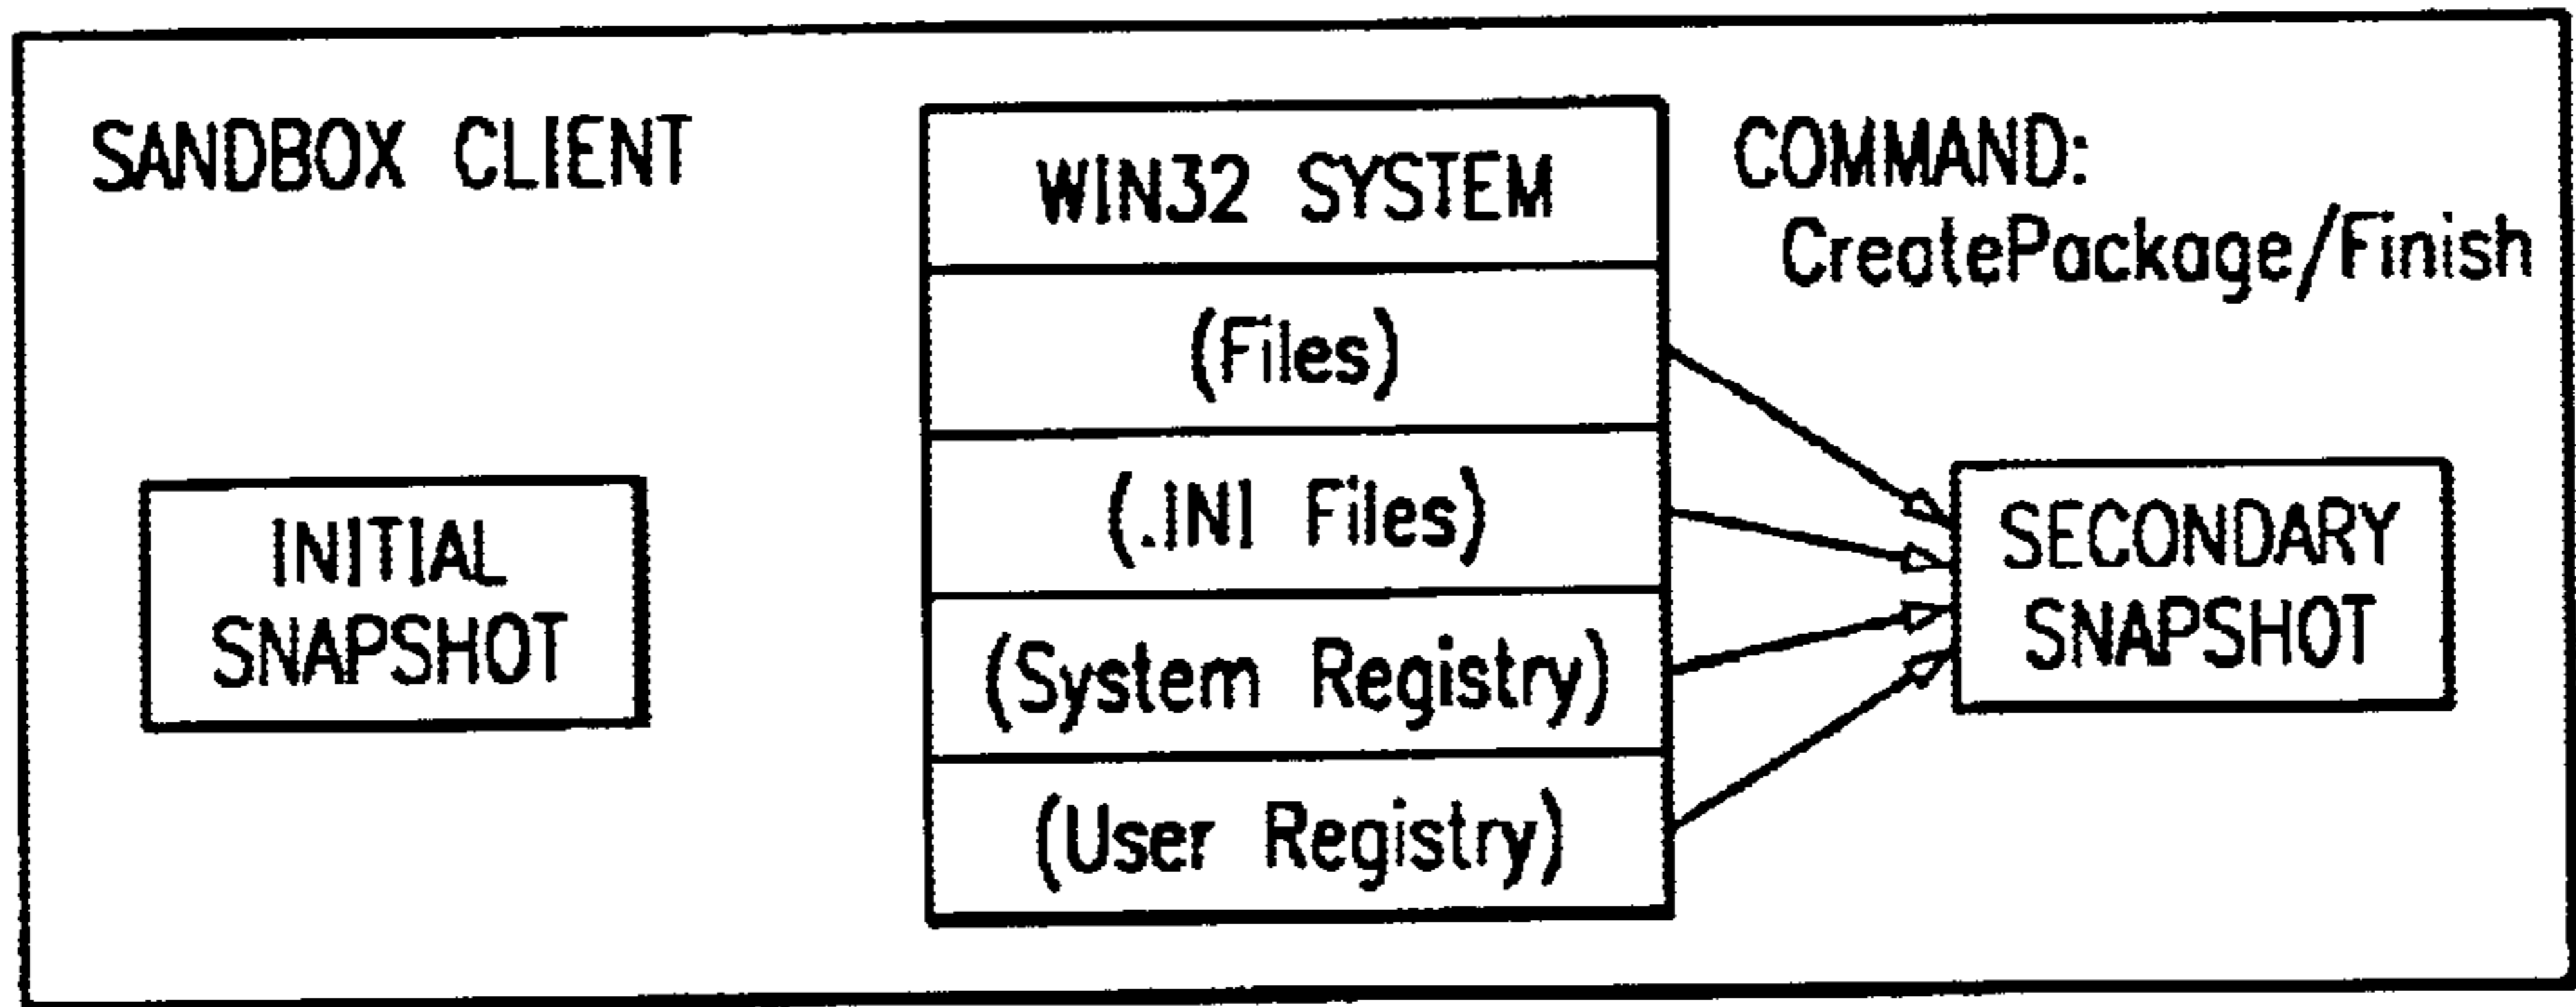 SANDBOX CLIENT
WIN32 SYSTEM
(Files)
(.INI Files)
(System Registry)
(User Registry)
COMMAND:
CreatePackage/Finish
INITIAL
SNAPSHOT
SECONDARY
SNAPSHOT